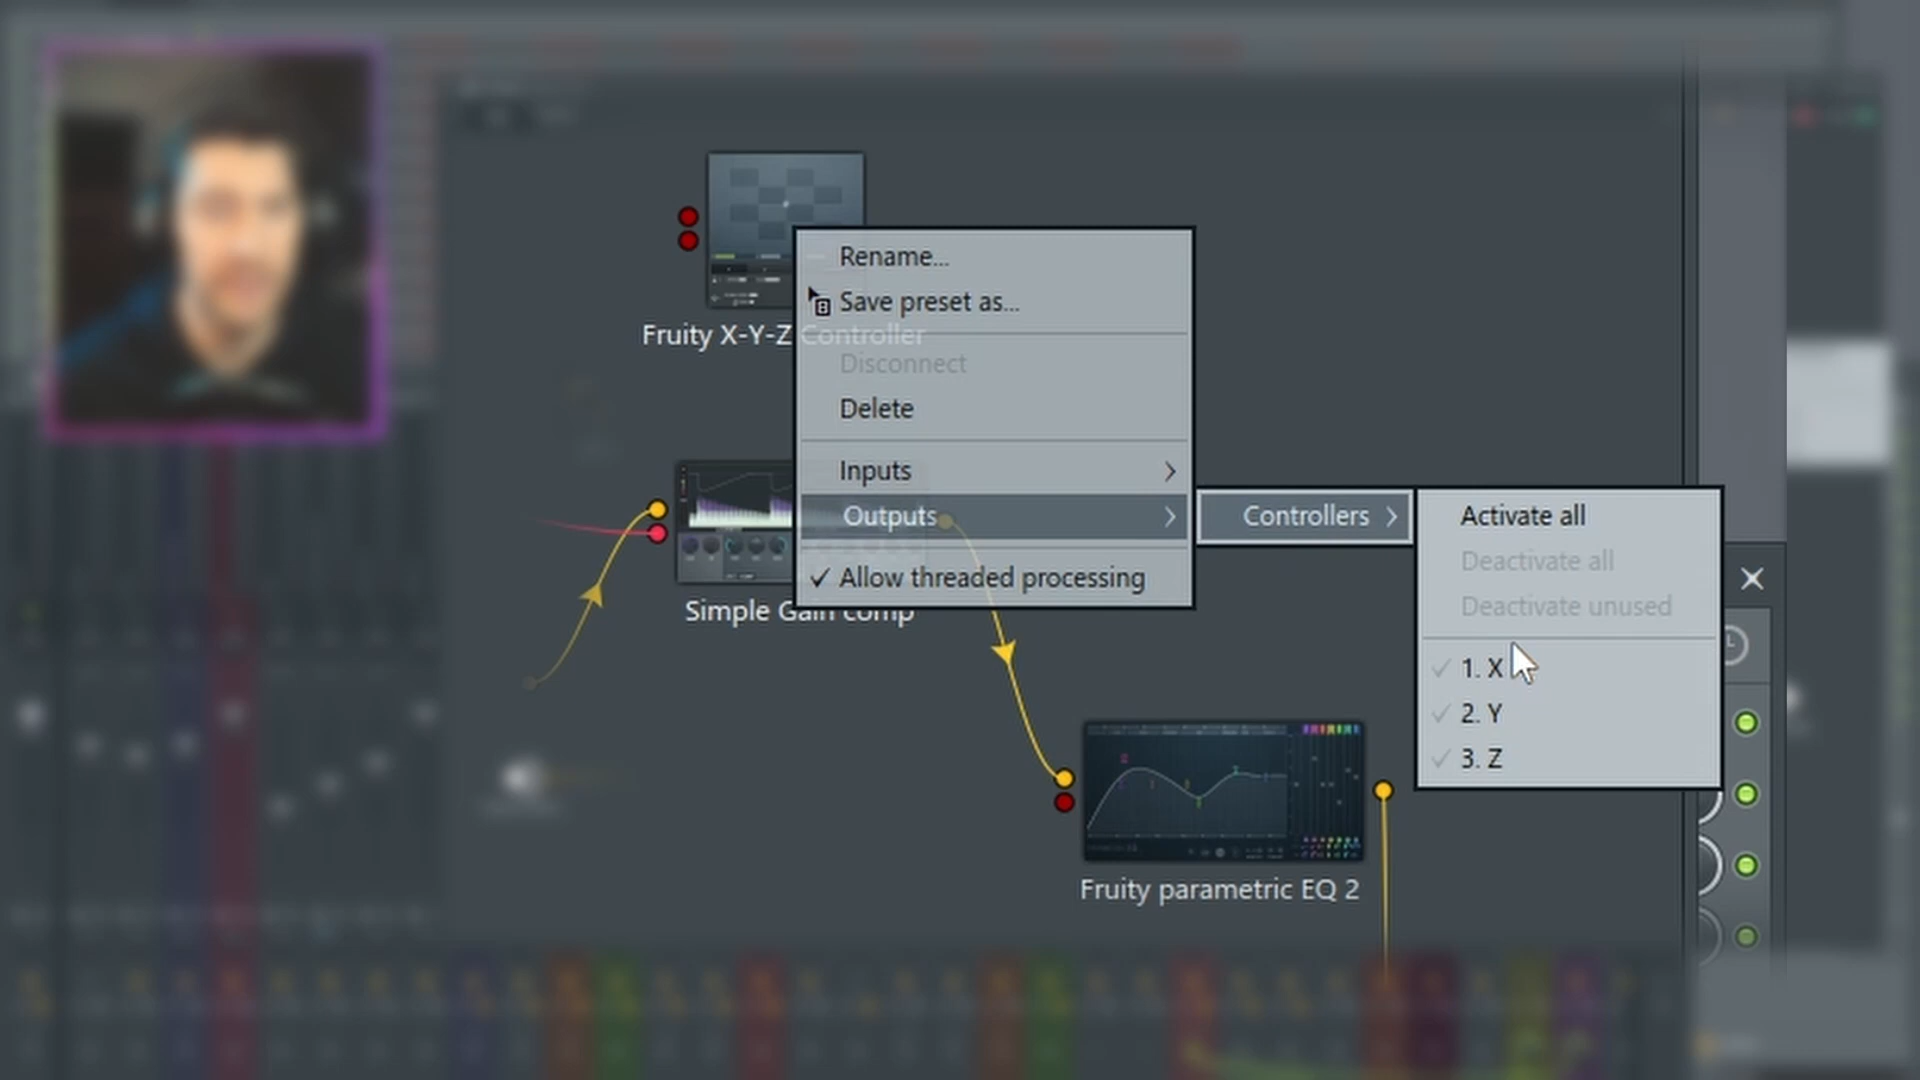 Rename...
Save preset as...
Fruity X-Y-Z Controller
Disconnect
Delete
Inputs
Outputs
Controllers
Activate all
Deactivate all
Deactivate unused
Allow threaded processing
Simple Gain comp
1. X
2. Y
3. Z
Fruity parametric EQ 2